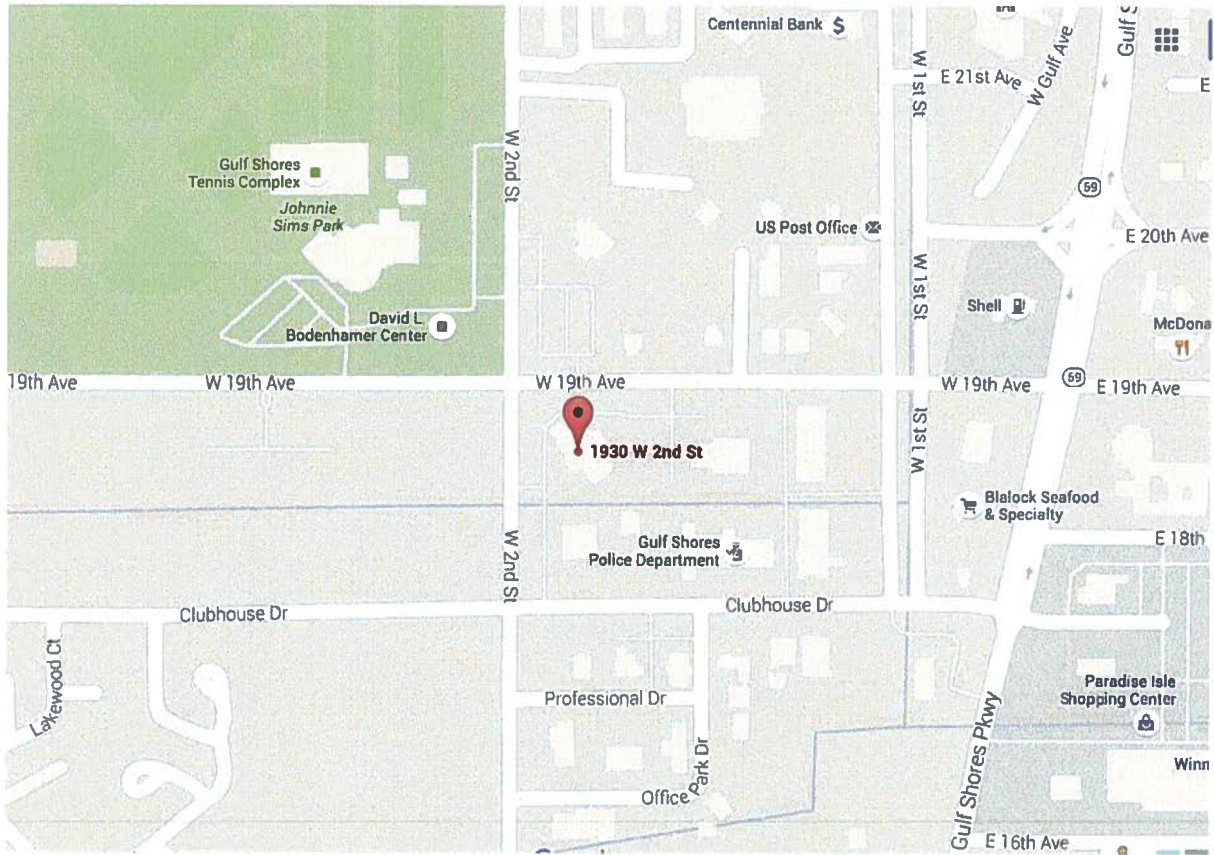 Centennial Bank
$
W 1st St
E 21st Ave
W Gulf Ave
Gulf S
E
W 2nd St
Gulf Shores
Tennis Complex
Johnnie
Sims Park
59
US Post Office
E 20th Ave
W 1st St
Shell
David L
Bodenhamer Center
McDona
19th Ave
W 19th Ave
W 19th Ave
W 19th Ave
59
E 19th Ave
W 1st St
1930 W 2nd St
Blalock Seafood
& Specialty
W 2nd St
Gulf Shores
Police Department
E 18th
Clubhouse Dr
Clubhouse Dr
Lakewood Ct
Professional Dr
Paradise Isle
Shopping Center
Gulf Shores Pkwy
Office Park Dr
Winn
E 16th Ave